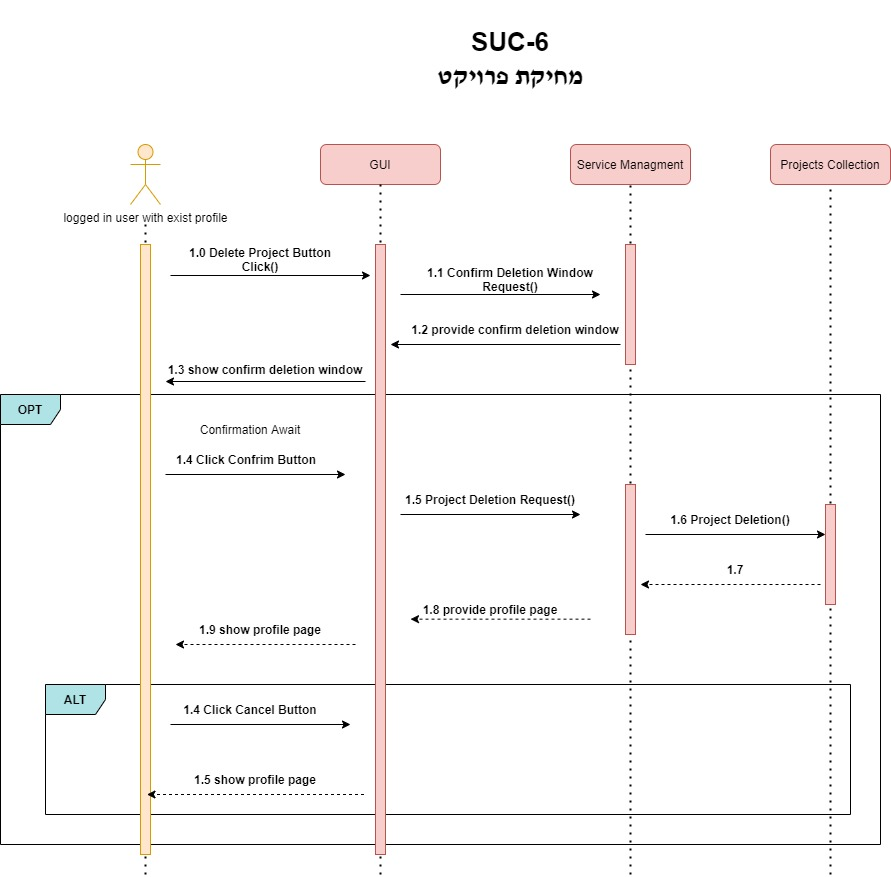 SUC-6
מחיקת פרויקט
GUI
Service Managment
Projects Collection
logged in user with exist profile
1.0 Delete Project Button
Click()
1.1 Confirm Deletion Window
Request()
1.2 provide confirm deletion window
1.3 show confirm deletion window
OPT
Confirmation Await
1.4 Click Confrim Button
1.5 Project Deletion Request()
1.6 Project Deletion()
1.7
1.8 provide profile page
1.9 show profile page
ALT
1.4 Click Cancel Button
1.5 show profile page